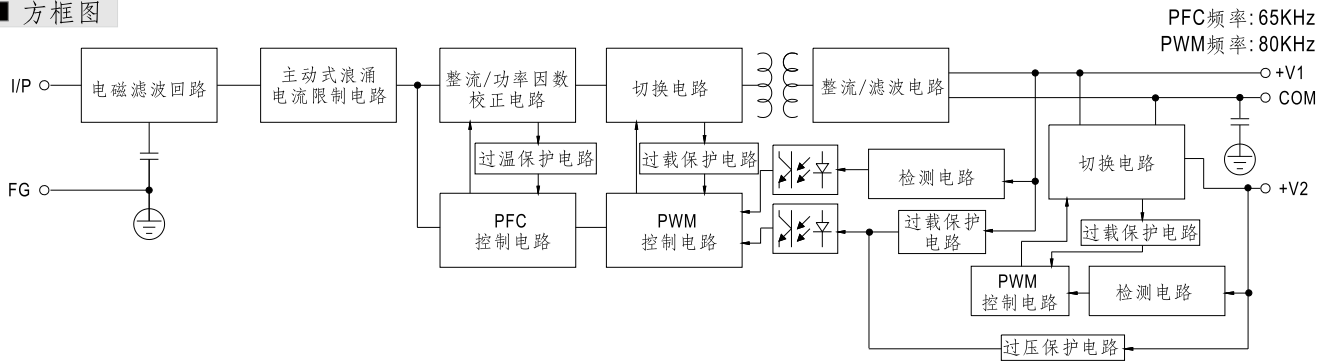 方框图
PFC频率:65KHz
PWM频率:80KHz
I/P
电磁滤波回路
主动式浪涌
电流限制电路
整流/功率因数
校正电路
切换电路
整流/滤波电路
+V1
COM
过温保护电路
过载保护电路
检测电路
切换电路
FG
+V2
PFC
控制电路
PWM
控制电路
过载保护
电路
过载保护电路
PWM
控制电路
检测电路
过压保护电路